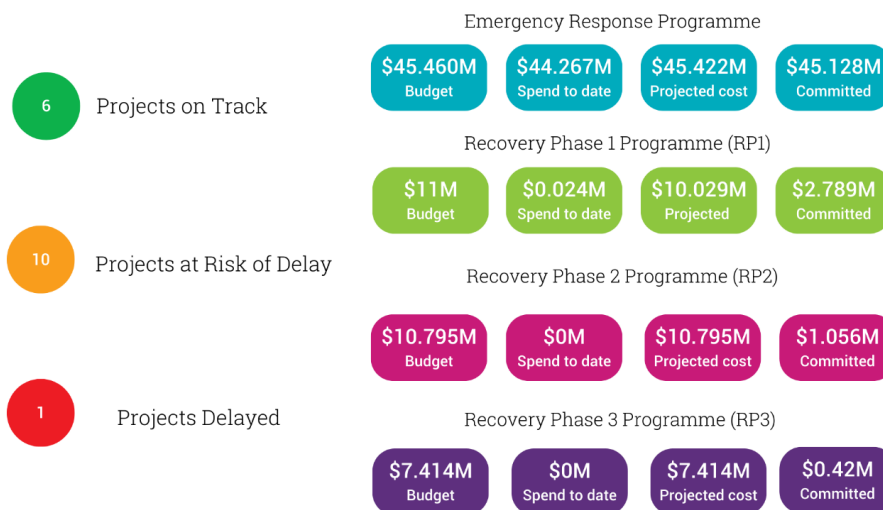 6
Projects on Track
10
Projects at Risk of Delay
1
Projects Delayed
Emergency Response Programme
$45.460M
Budget
$44.267M
Spend to date
$45.422M
Projected cost
$45.128M
Committed
Recovery Phase 1 Programme (RP1)
$11M
Budget
$0.024M
Spend to date
$10.029M
Projected
$2.789M
Committed
Recovery Phase 2 Programme (RP2)
$10.795M
Budget
$0M
Spend to date
$10.795M
Projected cost
$1.056M
Committed
Recovery Phase 3 Programme (RP3)
$7.414M
Budget
$0M
Spend to date
$7.414M
Projected cost
$0.42M
Committed